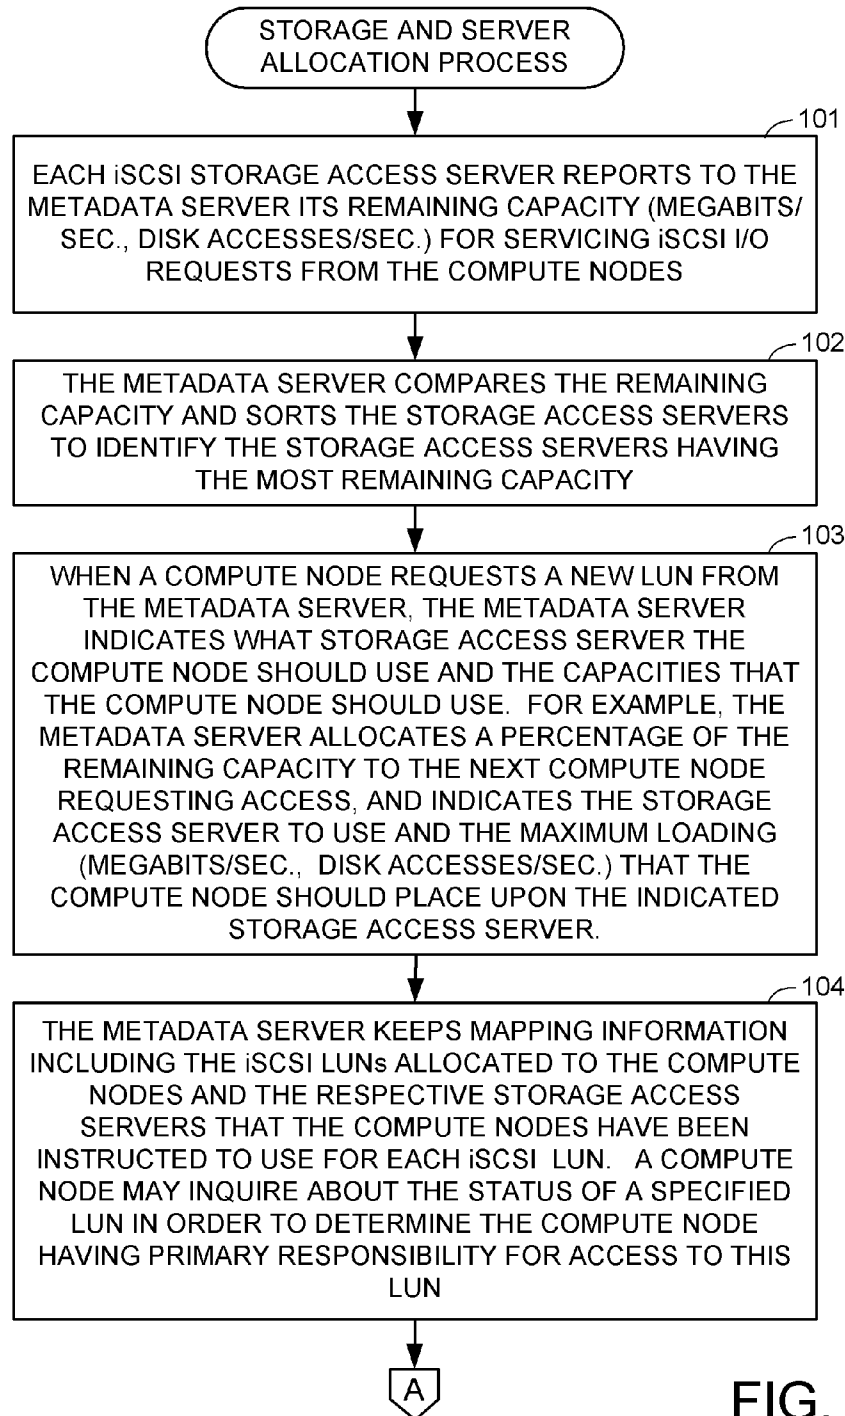 STORAGE AND SERVER
ALLOCATION PROCESS
101
EACH iSCSI STORAGE ACCESS SERVER REPORTS TO THE
METADATA SERVER ITS REMAINING CAPACITY (MEGABITS/
SEC., DISK ACCESSES/SEC.) FOR SERVICING iSCSI I/O
REQUESTS FROM THE COMPUTE NODES
102
THE METADATA SERVER COMPARES THE REMAINING
CAPACITY AND SORTS THE STORAGE ACCESS SERVERS
TO IDENTIFY THE STORAGE ACCESS SERVERS HAVING
THE MOST REMAINING CAPACITY
103
WHEN A COMPUTE NODE REQUESTS A NEW LUN FROM
THE METADATA SERVER, THE METADATA SERVER
INDICATES WHAT STORAGE ACCESS SERVER THE
COMPUTE NODE SHOULD USE AND THE CAPACITIES THAT
THE COMPUTE NODE SHOULD USE. FOR EXAMPLE, THE
METADATA SERVER ALLOCATES A PERCENTAGE OF THE
REMAINING CAPACITY TO THE NEXT COMPUTE NODE
REQUESTING ACCESS, AND INDICATES THE STORAGE
ACCESS SERVER TO USE AND THE MAXIMUM LOADING
(MEGABITS/SEC., DISK ACCESSES/SEC.) THAT THE
COMPUTE NODE SHOULD PLACE UPON THE INDICATED
STORAGE ACCESS SERVER.
104
THE METADATA SERVER KEEPS MAPPING INFORMATION
INCLUDING THE iSCSI LUNs ALLOCATED TO THE COMPUTE
NODES AND THE RESPECTIVE STORAGE ACCESS
SERVERS THAT THE COMPUTE NODES HAVE BEEN
INSTRUCTED TO USE FOR EACH iSCSI LUN. A COMPUTE
NODE MAY INQUIRE ABOUT THE STATUS OF A SPECIFIED
LUN IN ORDER TO DETERMINE THE COMPUTE NODE
HAVING PRIMARY RESPONSIBILITY FOR ACCESS TO THIS
LUN
A
FIG.